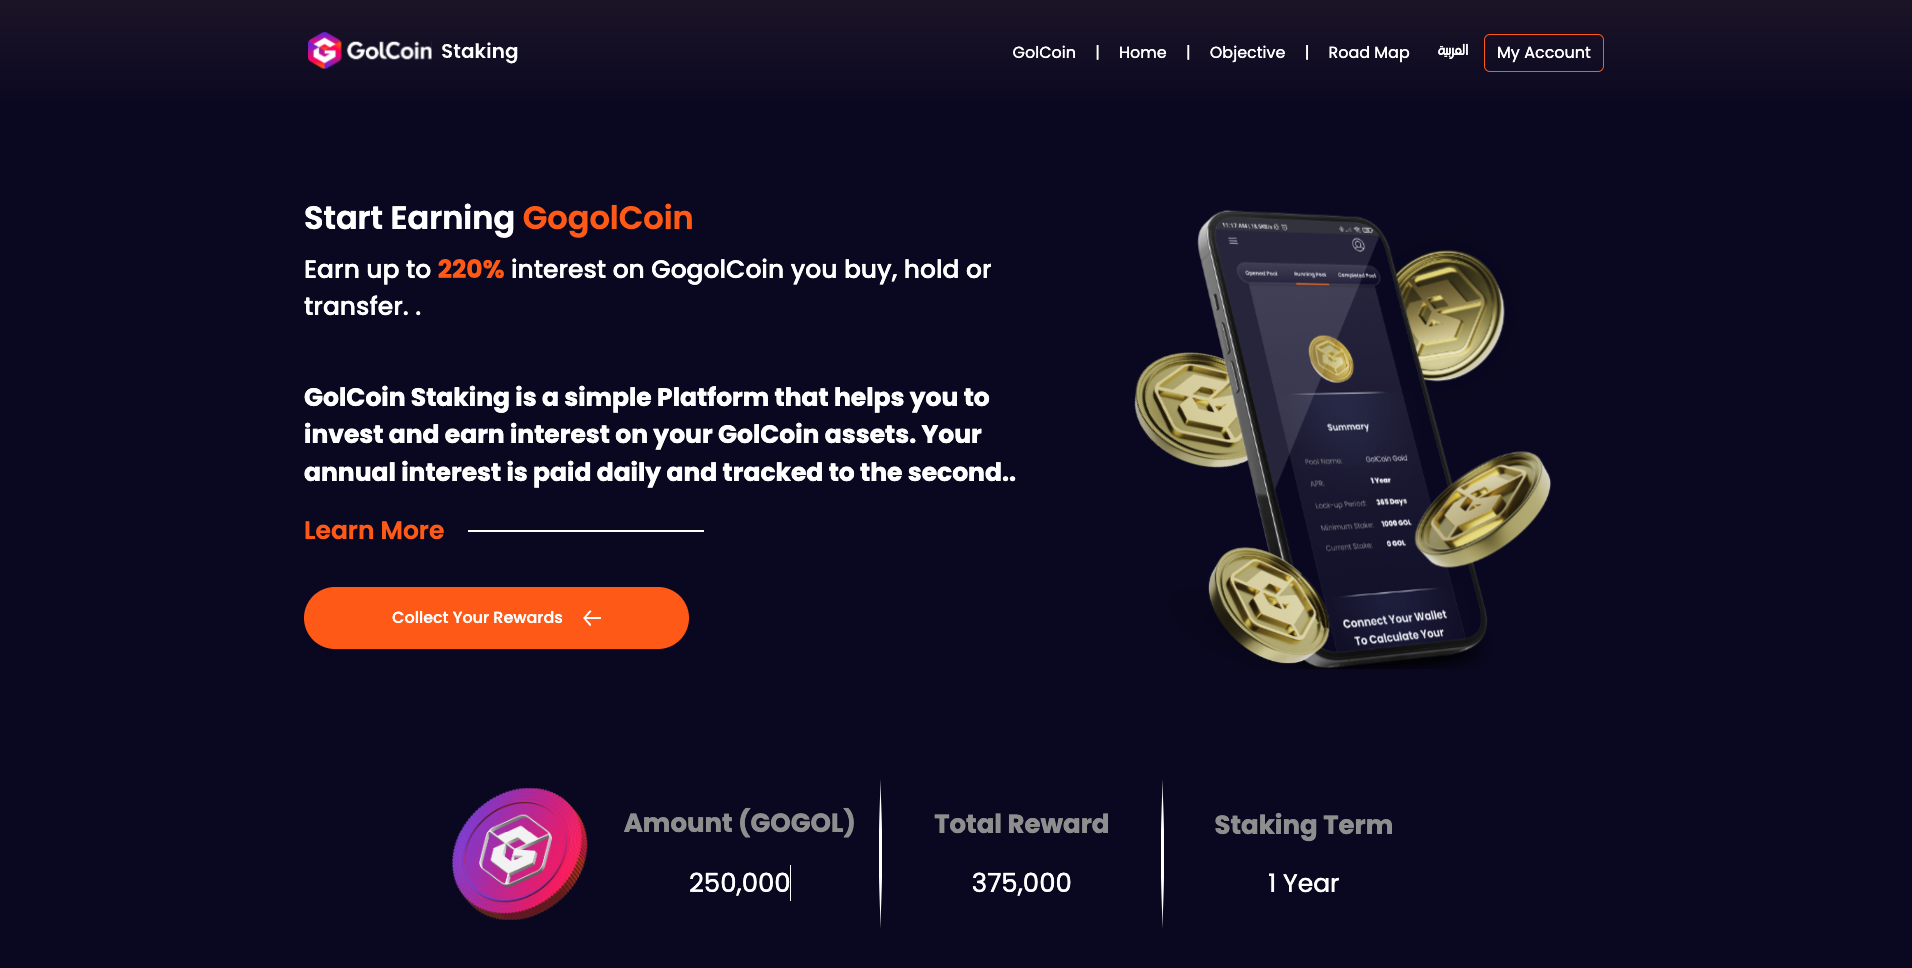 GolCoin Staking
GolCoin | Home | Objective | Road Map العربية My Account
Start Earning GogolCoin
Earn up to 220% interest on GogolCoin you buy, hold or
transfer. .
GolCoin Staking is a simple Platform that helps you to
invest and earn interest on your GolCoin assets. Your
annual interest is paid daily and tracked to the second..
Learn More
Collect Your Rewards
11:17 AM
Opened Pool Running Pool Completed Pool
Summary
Pool Name: GolCoin Gold
APR: 1 Year
Lock-up Period: 365 Days
Minimum Stake: 1000 GOL
Current Stake: 0 GOL
Connect Your Wallet
To Calculate Your
Amount (GOGOL)
250,000
Total Reward
375,000
Staking Term
1 Year